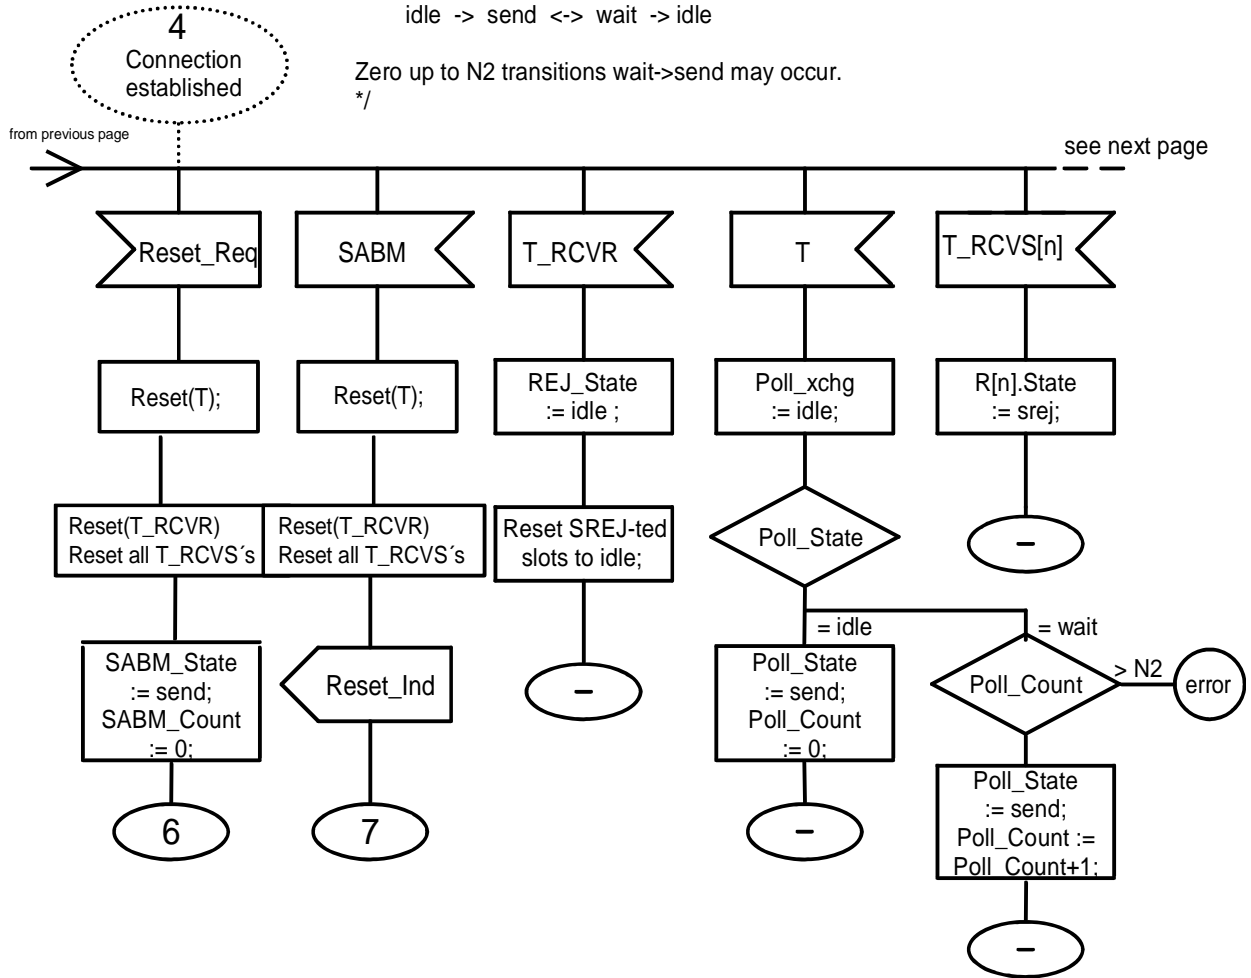 4
Connection
established
idle -> send <-> wait -> idle
Zero up to N2 transitions wait->send may occur.
*/
from previous page
see next page
Reset_Req
SABM
T_RCVR
T
T_RCVS[n]
Reset(T);
Reset(T);
REJ_State
:= idle ;
Poll_xchg
:= idle;
R[n].State
:= srej;
Reset(T_RCVR)
Reset all T_RCVS´s
Reset(T_RCVR)
Reset all T_RCVS´s
Reset SREJ-ted
slots to idle;
Poll_State
–
= idle
= wait
SABM_State
:= send;
SABM_Count
:= 0;
Reset_Ind
–
Poll_State
:= send;
Poll_Count
:= 0;
Poll_Count
> N2
error
6
7
–
Poll_State
:= send;
Poll_Count :=
Poll_Count+1;
–